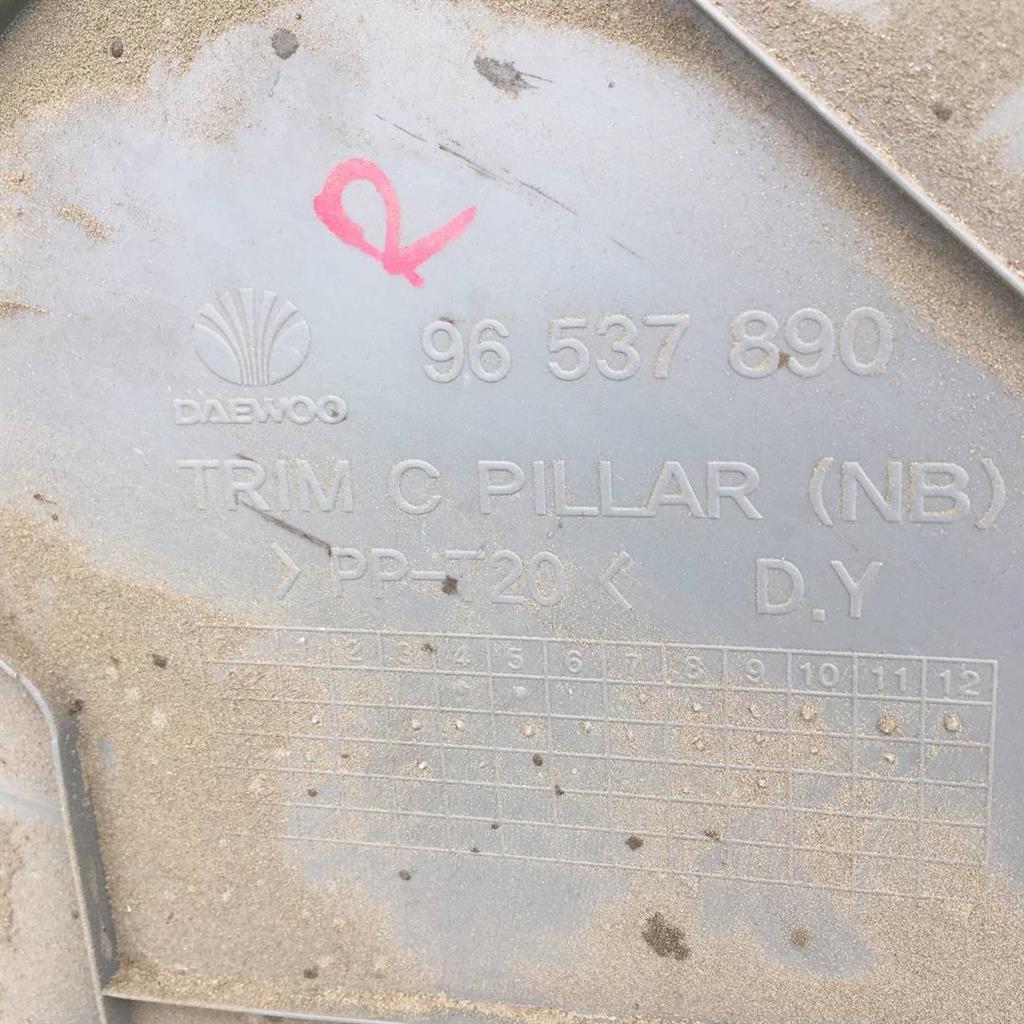 R
96 537 890
DAEWOO
TRIM C PILLAR (NB)
>PP-T20< D.Y
1 2 3 4 5 6 7 8 9 10 11 12